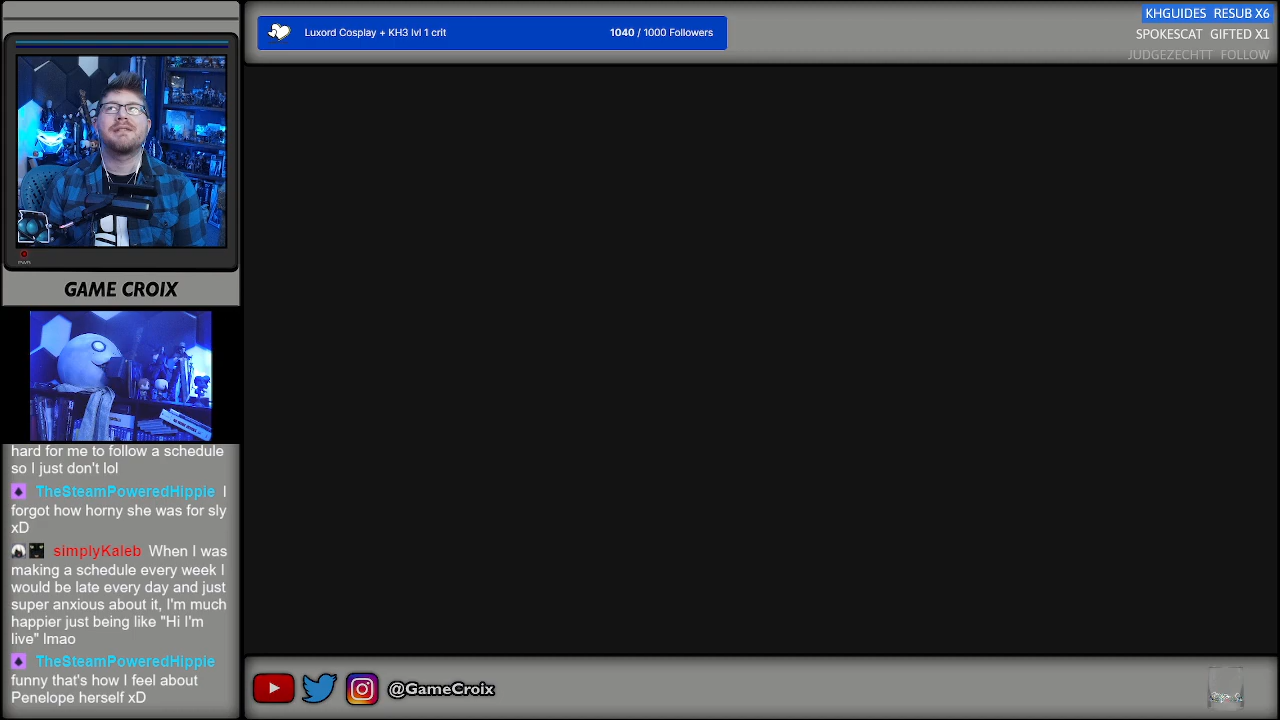 KHGUIDES RESUB X6
SPOKESCAT GIFTED X1
JUDGEZECHTT FOLLOW
Luxord Cosplay + KH3 lvl 1 crit 1040 / 1000 Followers
PWR
GAME CROIX
hard for me to follow a schedule
so I just don't lol
TheSteamPoweredHippie I
forgot how horny she was for sly
xD
simplyKaleb When I was
making a schedule every week I
would be late every day and just
super anxious about it, I'm much
happier just being like "Hi I'm
live" lmao
TheSteamPoweredHippie
funny that's how I feel about
Penelope herself xD
@GameCroix